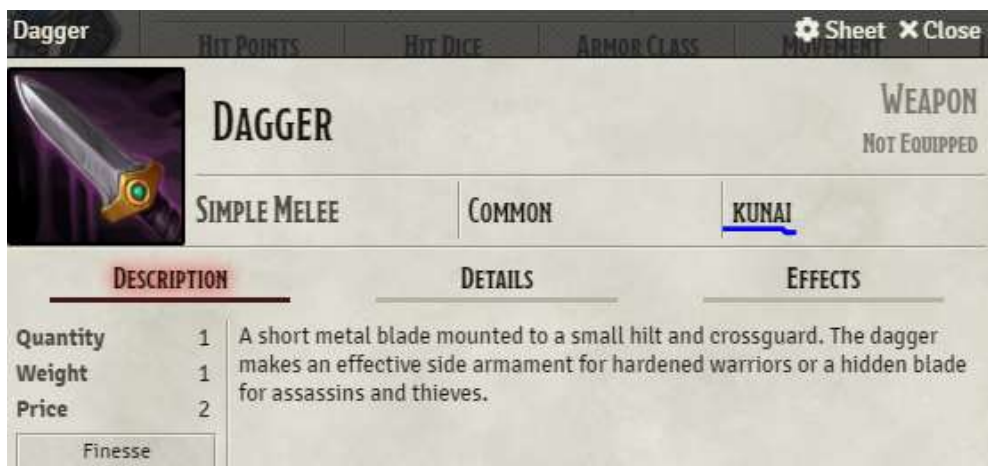 Dagger
Sheet
Close
HIT POINTS
HIT DICE
ARMOR CLASS
MOVEMENT
DAGGER
WEAPON
NOT EQUIPPED
SIMPLE MELEE
COMMON
KUNAI
DESCRIPTION
DETAILS
EFFECTS
Quantity 1
Weight 1
Price 2
Finesse
A short metal blade mounted to a small hilt and crossguard. The dagger
makes an effective side armament for hardened warriors or a hidden blade
for assassins and thieves.